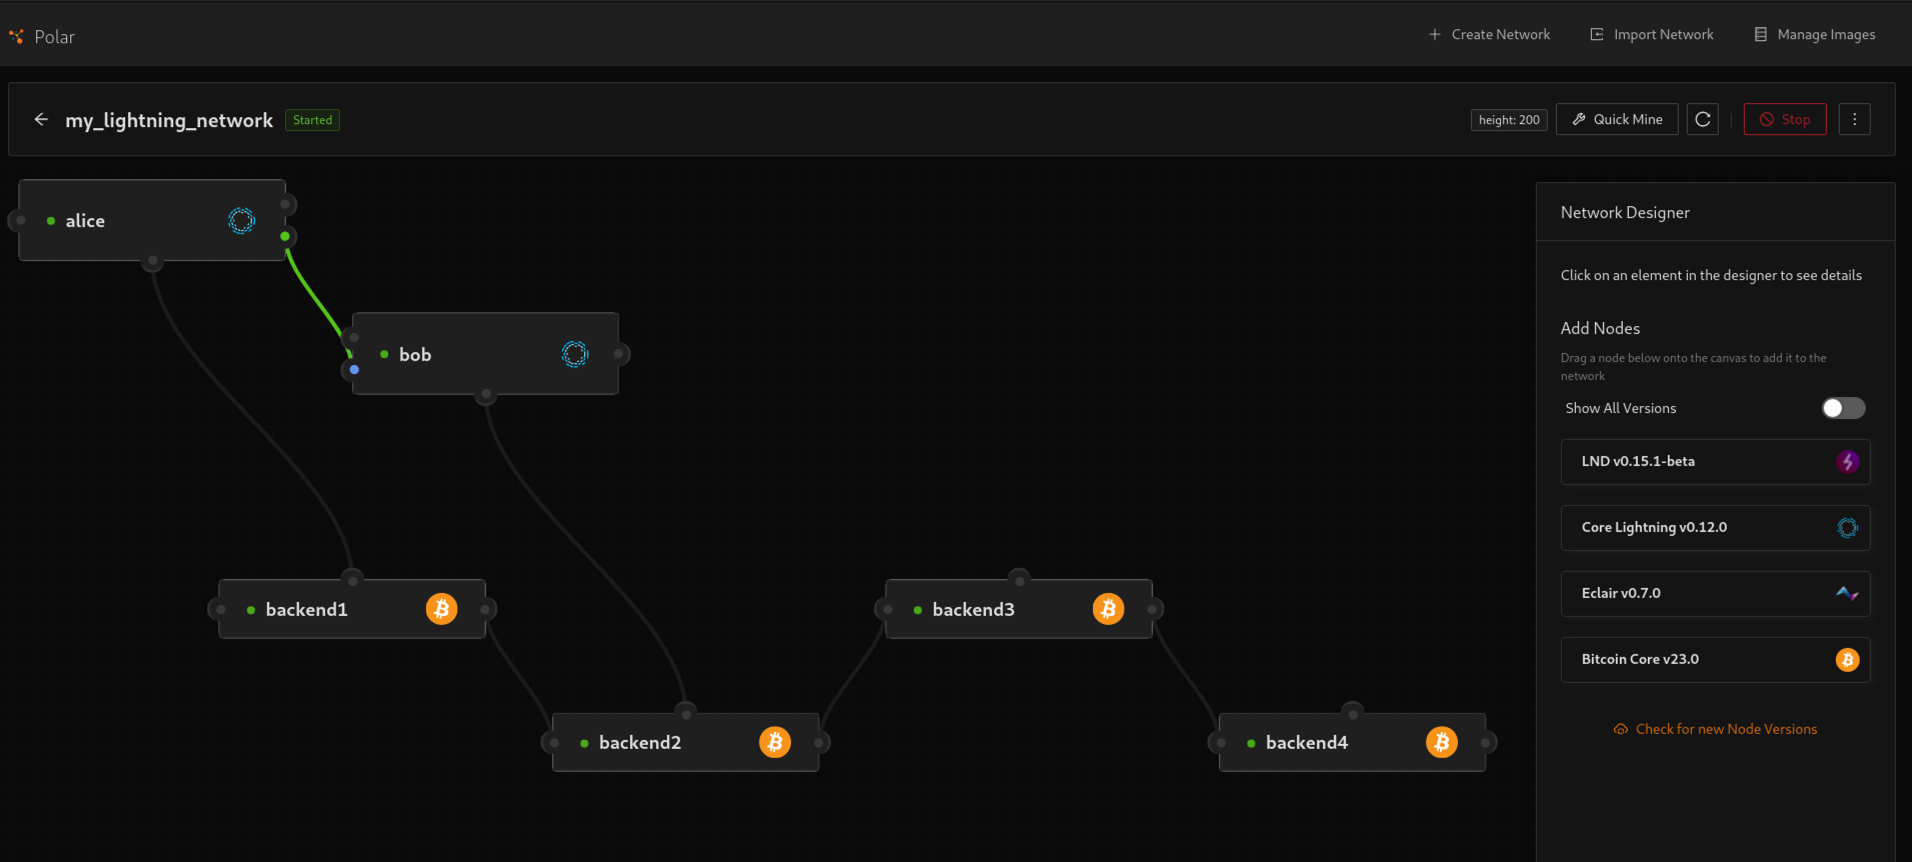 Polar
Create Network
Import Network
Manage Images
my_lightning_network
Started
height: 200
Quick Mine
Stop
alice
bob
backend1
backend2
backend3
backend4
Network Designer
Click on an element in the designer to see details
Add Nodes
Drag a node below onto the canvas to add it to the
network
Show All Versions
LND v0.15.1-beta
Core Lightning v0.12.0
Eclair v0.7.0
Bitcoin Core v23.0
Check for new Node Versions